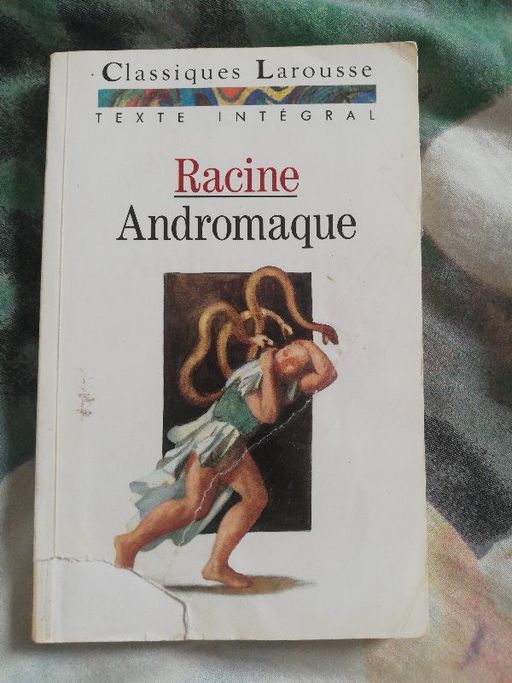 Classiques Larousse
TEXTE INTÉGRAL
Racine
Andromaque